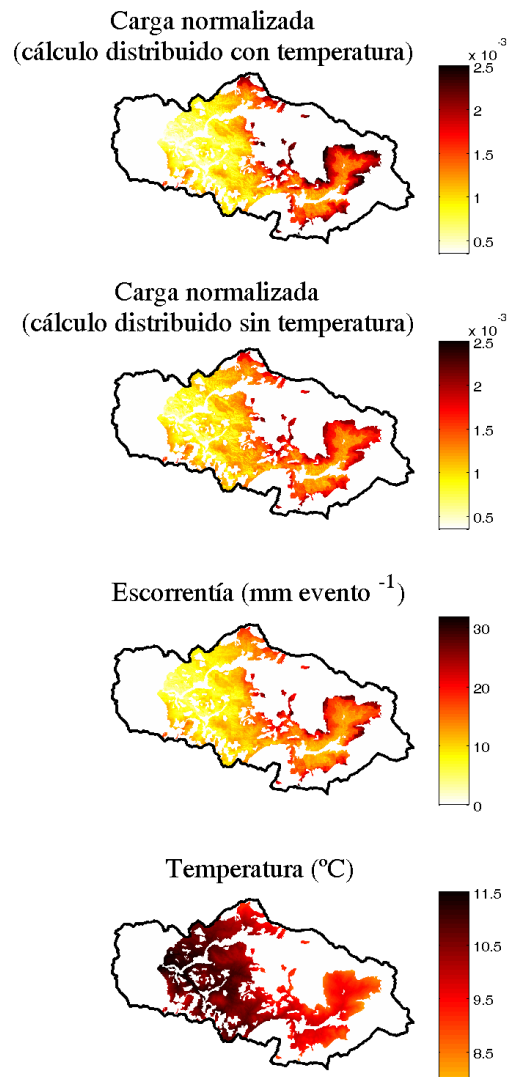 Carga normalizada
(cálculo distribuido con temperatura)
x 10⁻³
2.5
2
1.5
1
0.5
Carga normalizada
(cálculo distribuido sin temperatura)
x 10⁻³
2.5
2
1.5
1
0.5
Escorrentía (mm evento ⁻¹)
30
20
10
0
Temperatura (ºC)
11.5
10.5
9.5
8.5